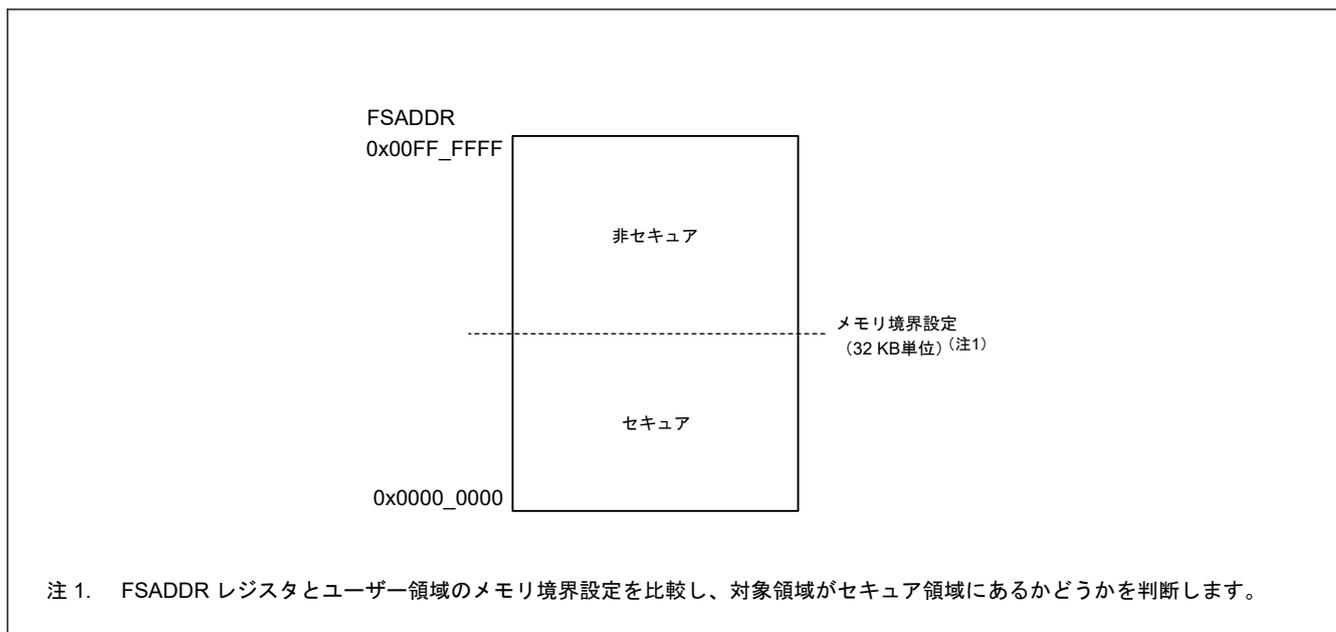 FSADDR
0x00FF_FFFF
非セキュア
メモリ境界設定
（32 KB単位）（注1）
セキュア
0x0000_0000
注 1. FSADDR レジスタとユーザー領域のメモリ境界設定を比較し、対象領域がセキュア領域にあるかどうかを判断します。